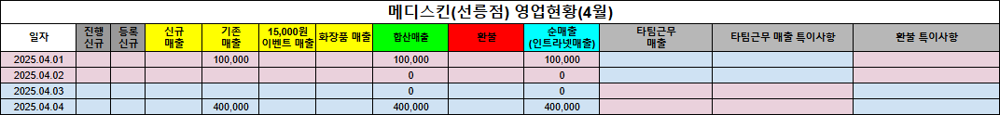 메디스킨(선릉점) 영업현황(4월)
일자 진행 신규 등록 신규 신규 매출 기존 매출 15,000원 이벤트 매출 화장품 매출 합산매출 환불 순매출 (인트라넷매출) 타팀근무 매출 타팀근무 매출 특이사항 환불 특이사항
2025.04.01 100,000 100,000 100,000
2025.04.02 0 0
2025.04.03 0 0
2025.04.04 400,000 400,000 400,000